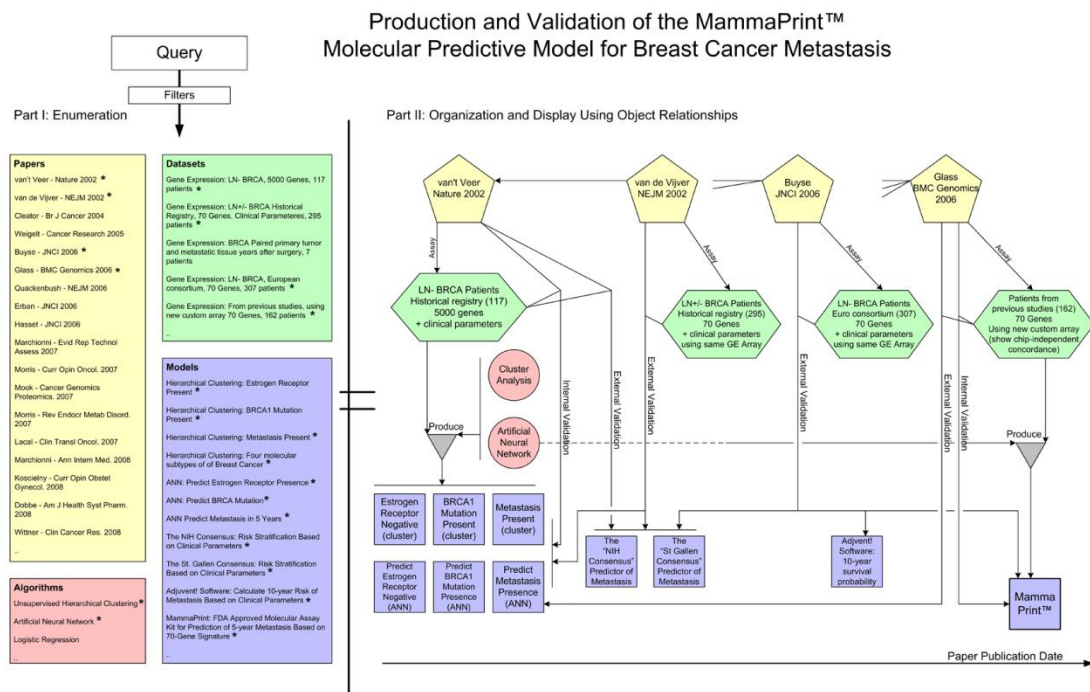 Production and Validation of the MammaPrint™
Molecular Predictive Model for Breast Cancer Metastasis
Query
Filters
Part I: Enumeration
Part II: Organization and Display Using Object Relationships
Papers
van't Veer - Nature 2002 *
van de Vijver - NEJM 2002 *
Cleator - Br J Cancer 2004
Weigelt - Cancer Research 2005
Buyse - JNCI 2006 *
Glass - BMC Genomics 2006 *
Quackenbush - NEJM 2006
Erban - JNCI 2006
Hasset - JNCI 2006
Marchionni - Evid Rep Technol
Assess 2007
Morris - Curr Opin Oncol. 2007
Mook - Cancer Genomics
Proteomics. 2007
Morris - Rev Endocr Metab Disord.
2007
Lacal - Clin Transl Oncol. 2007
Marchionni - Ann Intern Med. 2008
Koscielny - Curr Opin Obstet
Gynecol. 2008
Dobbe - Am J Health Syst Pharm. *
2008
Wittner - Clin Cancer Res. 2008
..
Algorithms
Unsupervised Hierarchical Clustering *
Artificial Neural Network *
Logistic Regression
..
Datasets
Gene Expression: LN- BRCA, 5000 Genes, 117
patients *
Gene Expression: LN+/- BRCA Historical
Registry, 70 Genes, Clinical Parameteres, 295
patients *
Gene Expression: BRCA Paired primary tumor
and metastatic tissue years after surgery, 7
patients
Gene Expression: LN- BRCA, European
consortium, 70 Genes, 307 patients *
Gene Expression: From previous studies, using
new custom array 70 Genes, 162 patients *
..
Models
Hierarchical Clustering: Estrogen Receptor
Present *
Hierarchical Clustering: BRCA1 Mutation
Present *
Hierarchical Clustering: Metastasis Present *
Hierarchical Clustering: Four molecular
subtypes of of Breast Cancer *
ANN: Predict Estrogen Receptor Presence *
ANN: Predict BRCA Mutation *
ANN Predict Metastasis in 5 Years *
The NIH Consensus: Risk Stratification Based
on Clinical Parameters *
The St. Gallen Consensus: Risk Stratification
Based on Clinical Parameters *
Adjuvent! Software: Calculate 10-year Risk of
Metastasis Based on Clinical Parameters *
MammaPrint: FDA Approved Molecular Assay
Kit for Prediction of 5-year Metastasis Based on
70-Gene Signature *
..
van't Veer
Nature 2002
van de Vijver
NEJM 2002
Buyse
JNCI 2006
Glass
BMC Genomics
2006
Assay
Assay
Assay
Assay
LN- BRCA Patients
Historical registry (117)
5000 genes
+ clinical parameters
LN+/- BRCA Patients
Historical registry (295)
70 Genes
+ clinical parameters
using same GE Array
LN- BRCA Patients
Euro consortium (307)
70 Genes
+ clinical parameters
using same GE Array
Patients from
previous studies (162)
70 Genes
Using new custom array
(show chip-independent
concordance)
Cluster
Analysis
Artificial
Neural
Network
Internal Validation
External Validation
External Validation
External Validation
External Validation
Internal Validation
Produce
Produce
Estrogen
Receptor
Negative
(cluster)
BRCA1
Mutation
Present
(cluster)
Metastasis
Present
(cluster)
Predict
Estrogen
Receptor
Negative
(ANN)
Predict
BRCA1
Mutation
Presence
(ANN)
Predict
Metastasis
Presence
(ANN)
The
“NIH
Consensus”
Predictor of
Metastasis
The
“St Gallen
Consensus”
Predictor of
Metastasis
Adjvent!
Software:
10-year
survival
probability
Mamma
Print™
Paper Publication Date